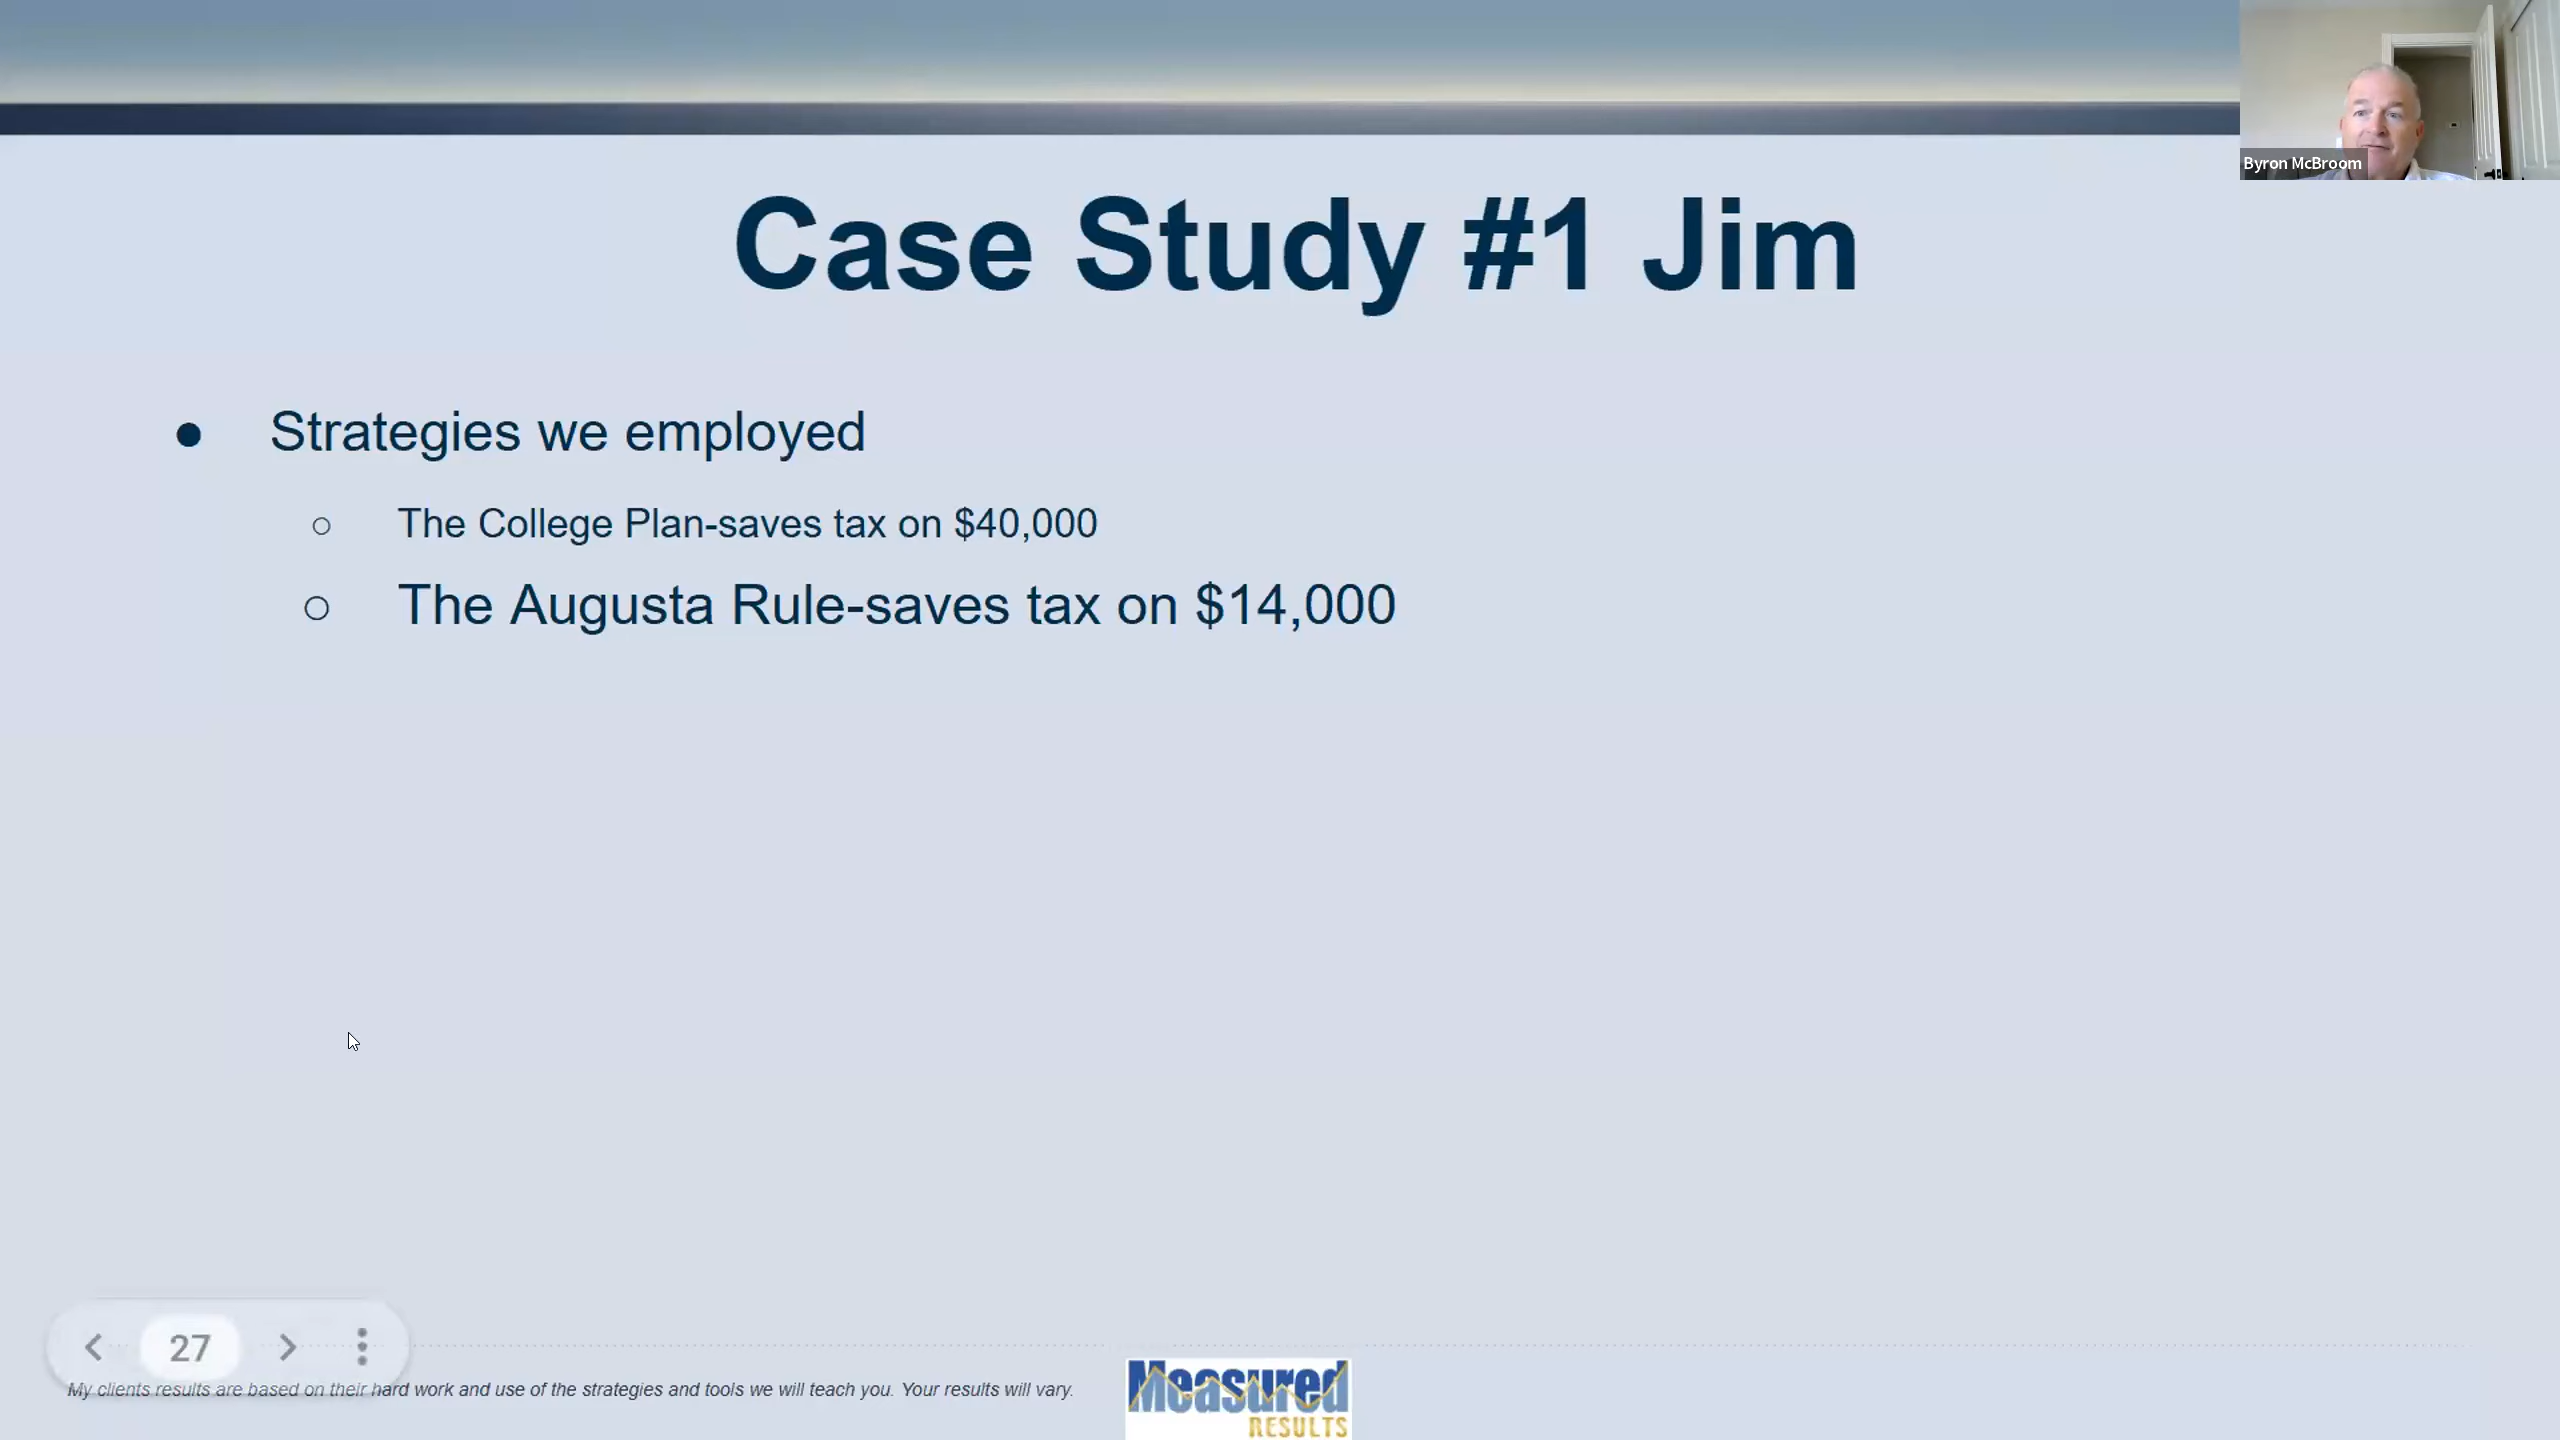 Byron McBroom
Case Study #1 Jim
● Strategies we employed
○ The College Plan-saves tax on $40,000
○ The Augusta Rule-saves tax on $14,000
27
My clients results are based on their hard work and use of the strategies and tools we will teach you. Your results will vary.
Measured
RESULTS